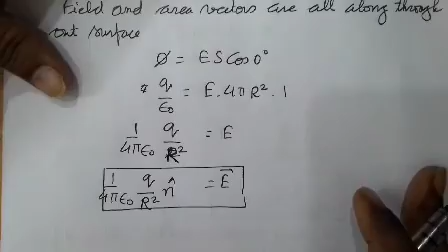 Field and area vectors are all along through
out surface
Ø = ES Cos 0°
q/ε₀ = E. 4πR². 1
1/4πε₀ q/R² = E
1/4πε₀ q/R² n̂ = E⃗